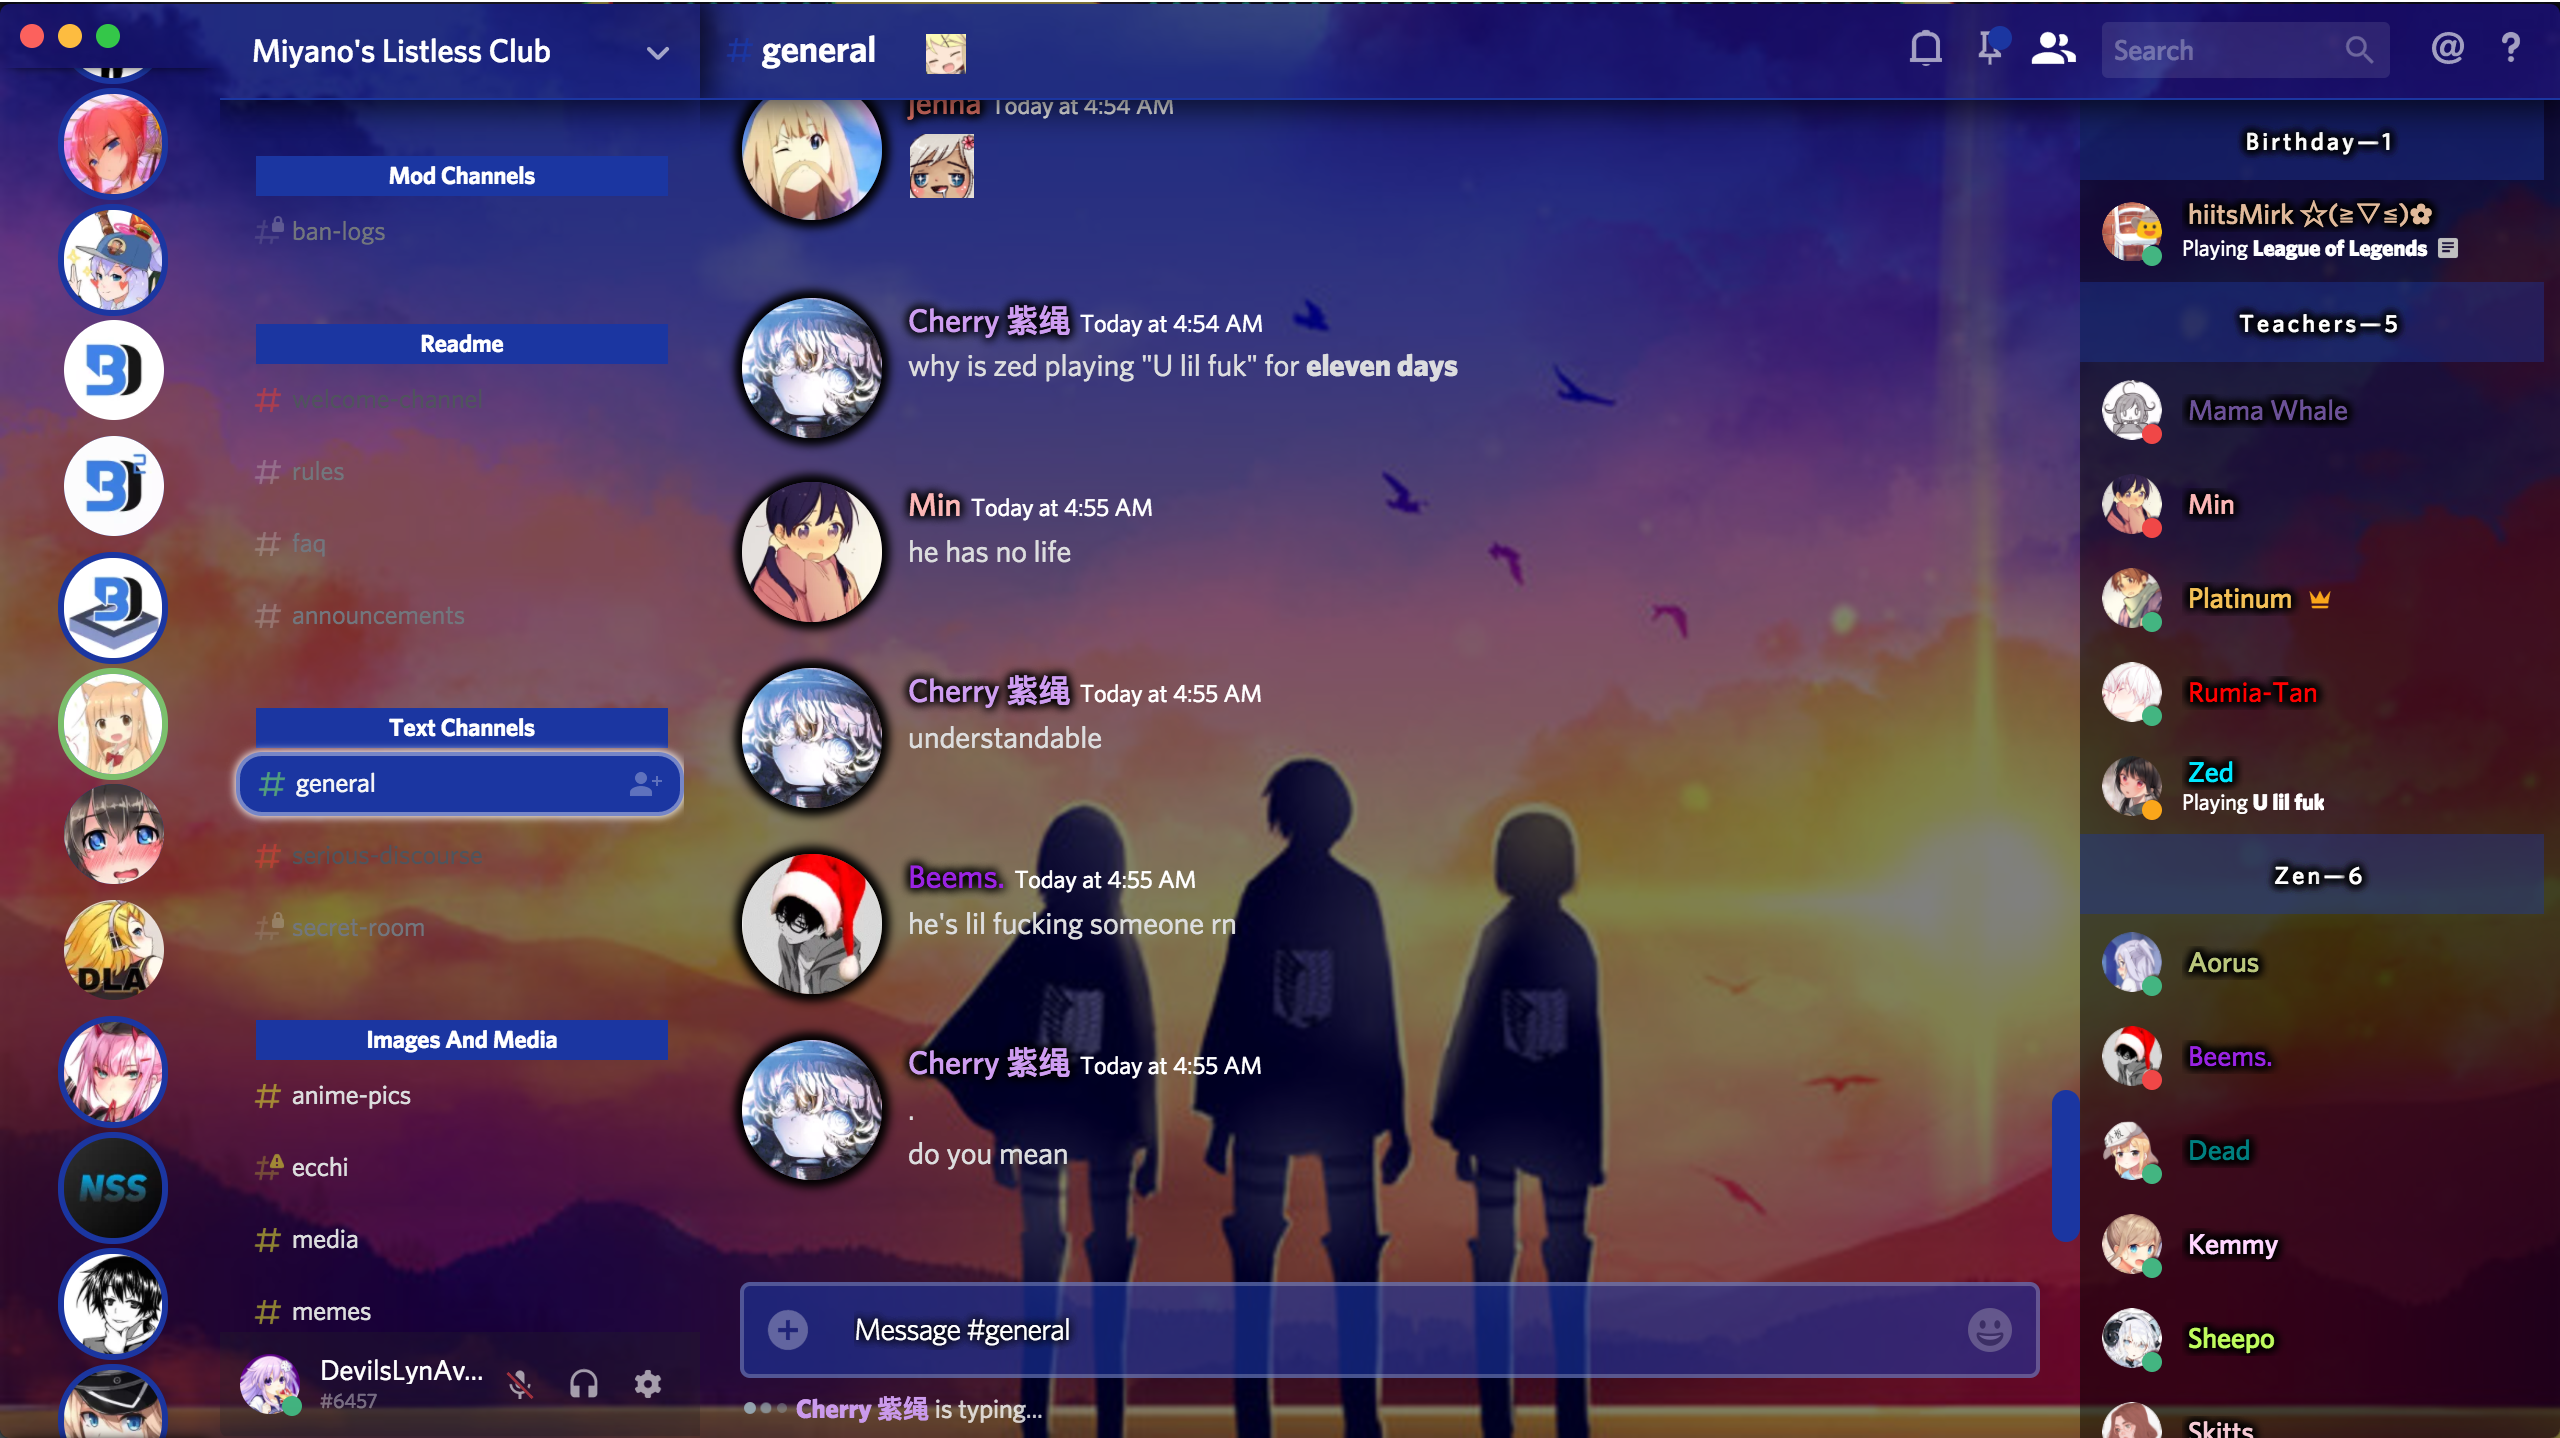 Miyano's Listless Club
# general
Search
@
?
Mod Channels
ban-logs
Readme
# welcome-channel
# rules
# faq
# announcements
Text Channels
# general
# serious-discourse
secret-room
Images And Media
# anime-pics
ecchi
# media
# memes
DevilsLynAv...
#6457
DLA
NSS
jenna Today at 4:54 AM
Cherry 紫绳 Today at 4:54 AM
why is zed playing "U lil fuk" for eleven days
Min Today at 4:55 AM
he has no life
Cherry 紫绳 Today at 4:55 AM
understandable
Beems. Today at 4:55 AM
he's lil fucking someone rn
Cherry 紫绳 Today at 4:55 AM
.
do you mean
Message #general
Cherry 紫绳 is typing...
Birthday—1
hiitsMirk ☆(≧▽≦)✿
Playing League of Legends
Teachers—5
Mama Whale
Min
Platinum
Rumia-Tan
Zed
Playing U lil fuk
Zen—6
Aorus
Beems.
Dead
Kemmy
Sheepo
Skitts